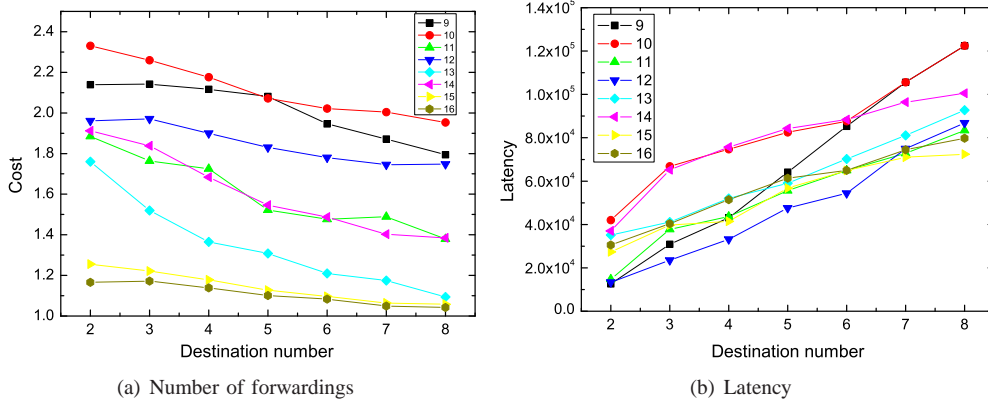 2.6
2.4
2.2
2.0
1.8
1.6
1.4
1.2
1.0
Cost
9
10
11
12
13
14
15
16
2 3 4 5 6 7 8
Destination number
(a) Number of forwardings
1.4x10^5
1.2x10^5
1.0x10^5
8.0x10^4
6.0x10^4
4.0x10^4
2.0x10^4
0.0
Latency
9
10
11
12
13
14
15
16
2 3 4 5 6 7 8
Destination number
(b) Latency